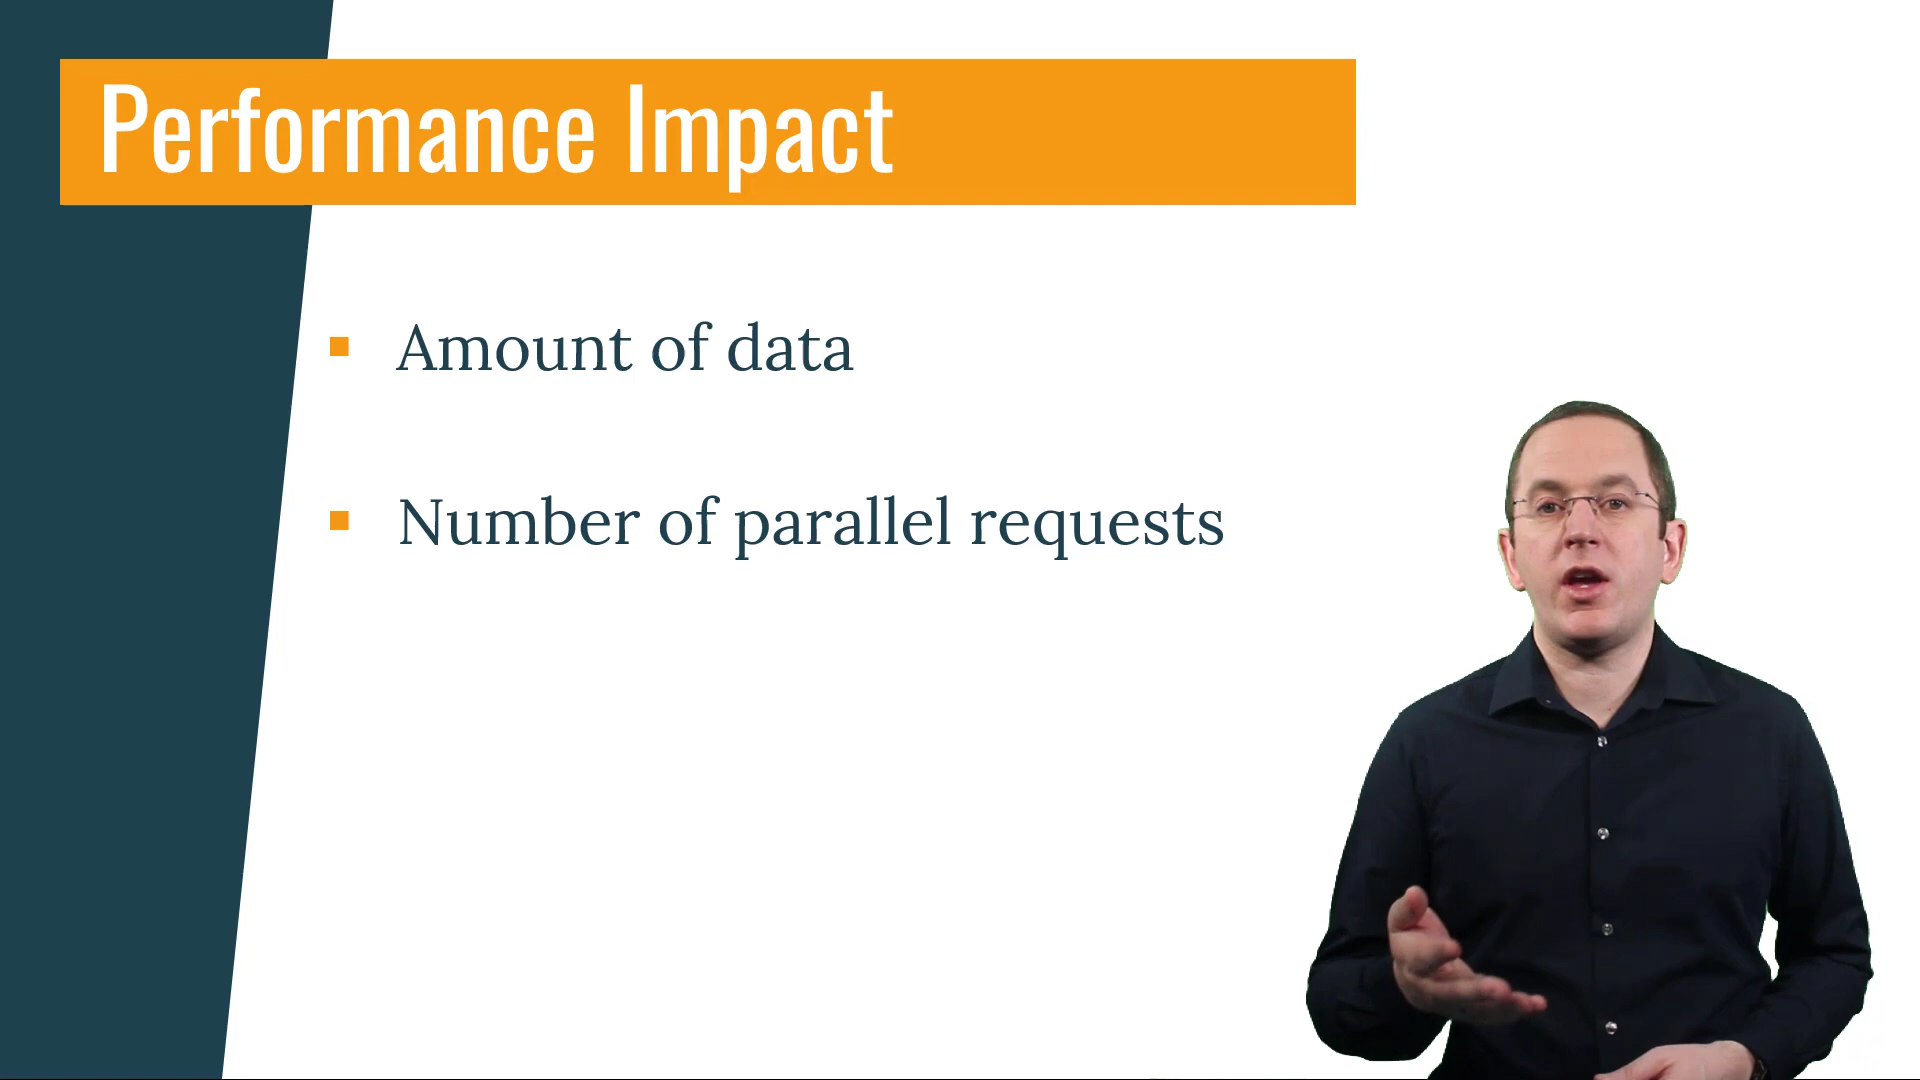 Performance Impact
Amount of data
Number of parallel requests